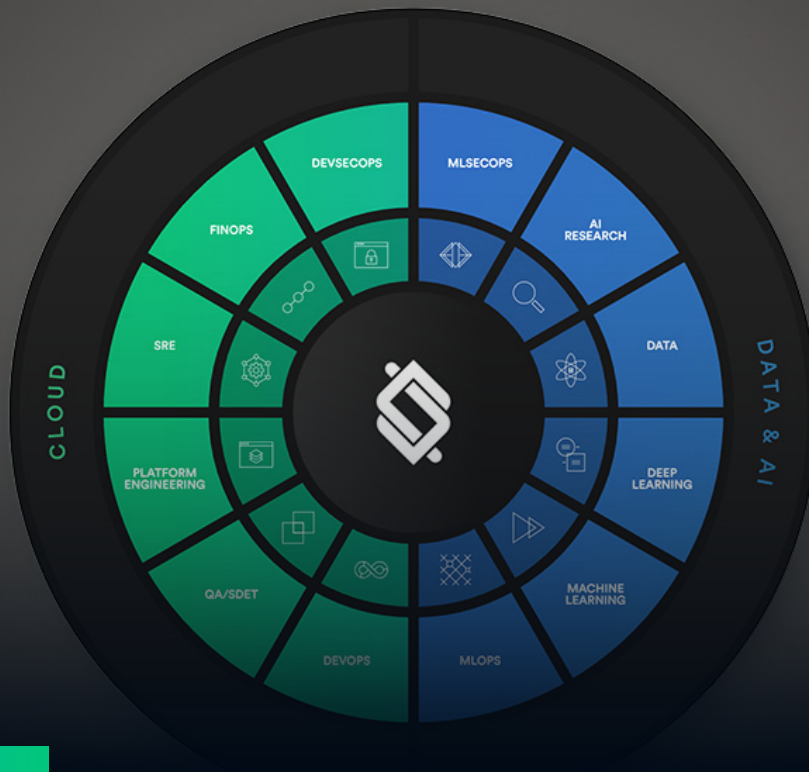 DEVSECOPS
MLSECOPS
FINOPS
AI
RESEARCH
SRE
DATA
CLOUD
DATA & AI
PLATFORM
ENGINEERING
DEEP
LEARNING
QA/SDET
MACHINE
LEARNING
DEVOPS
MLOPS